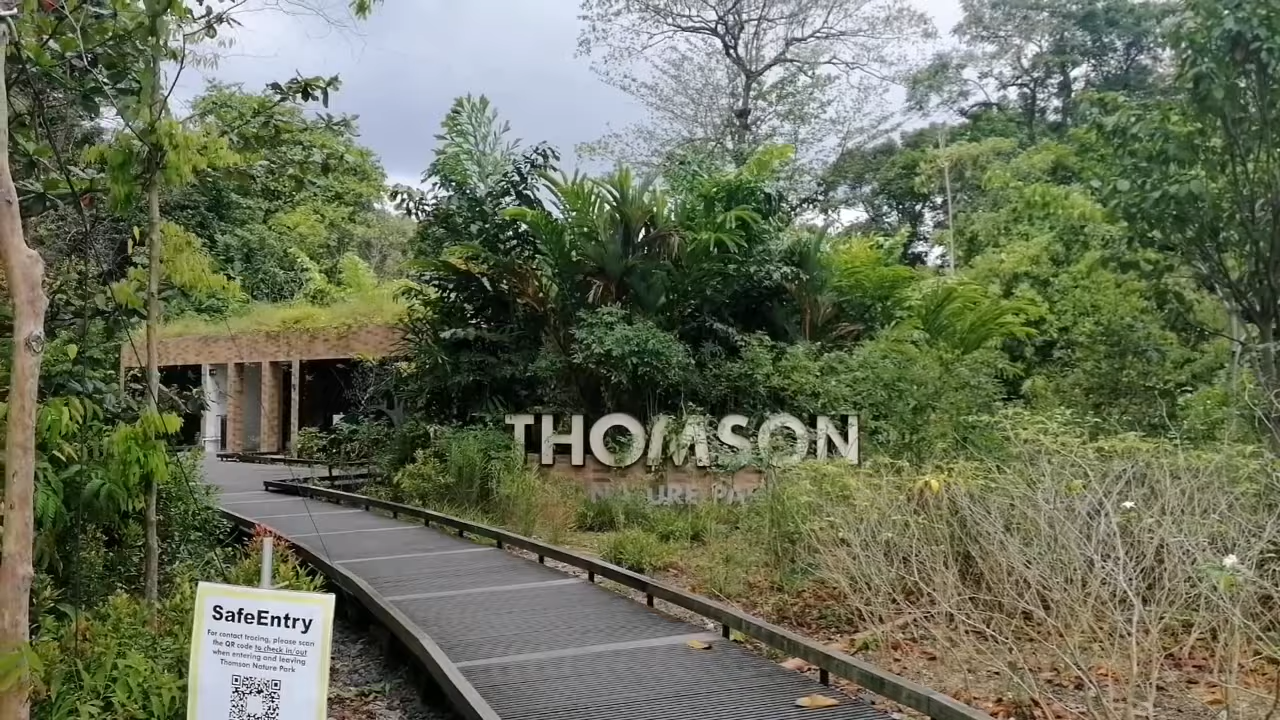 THOMSON
NATURE PA
SafeEntry
For contact tracing, please scan
the QR code to check in/out
when entering and leaving
Thomson Nature Park